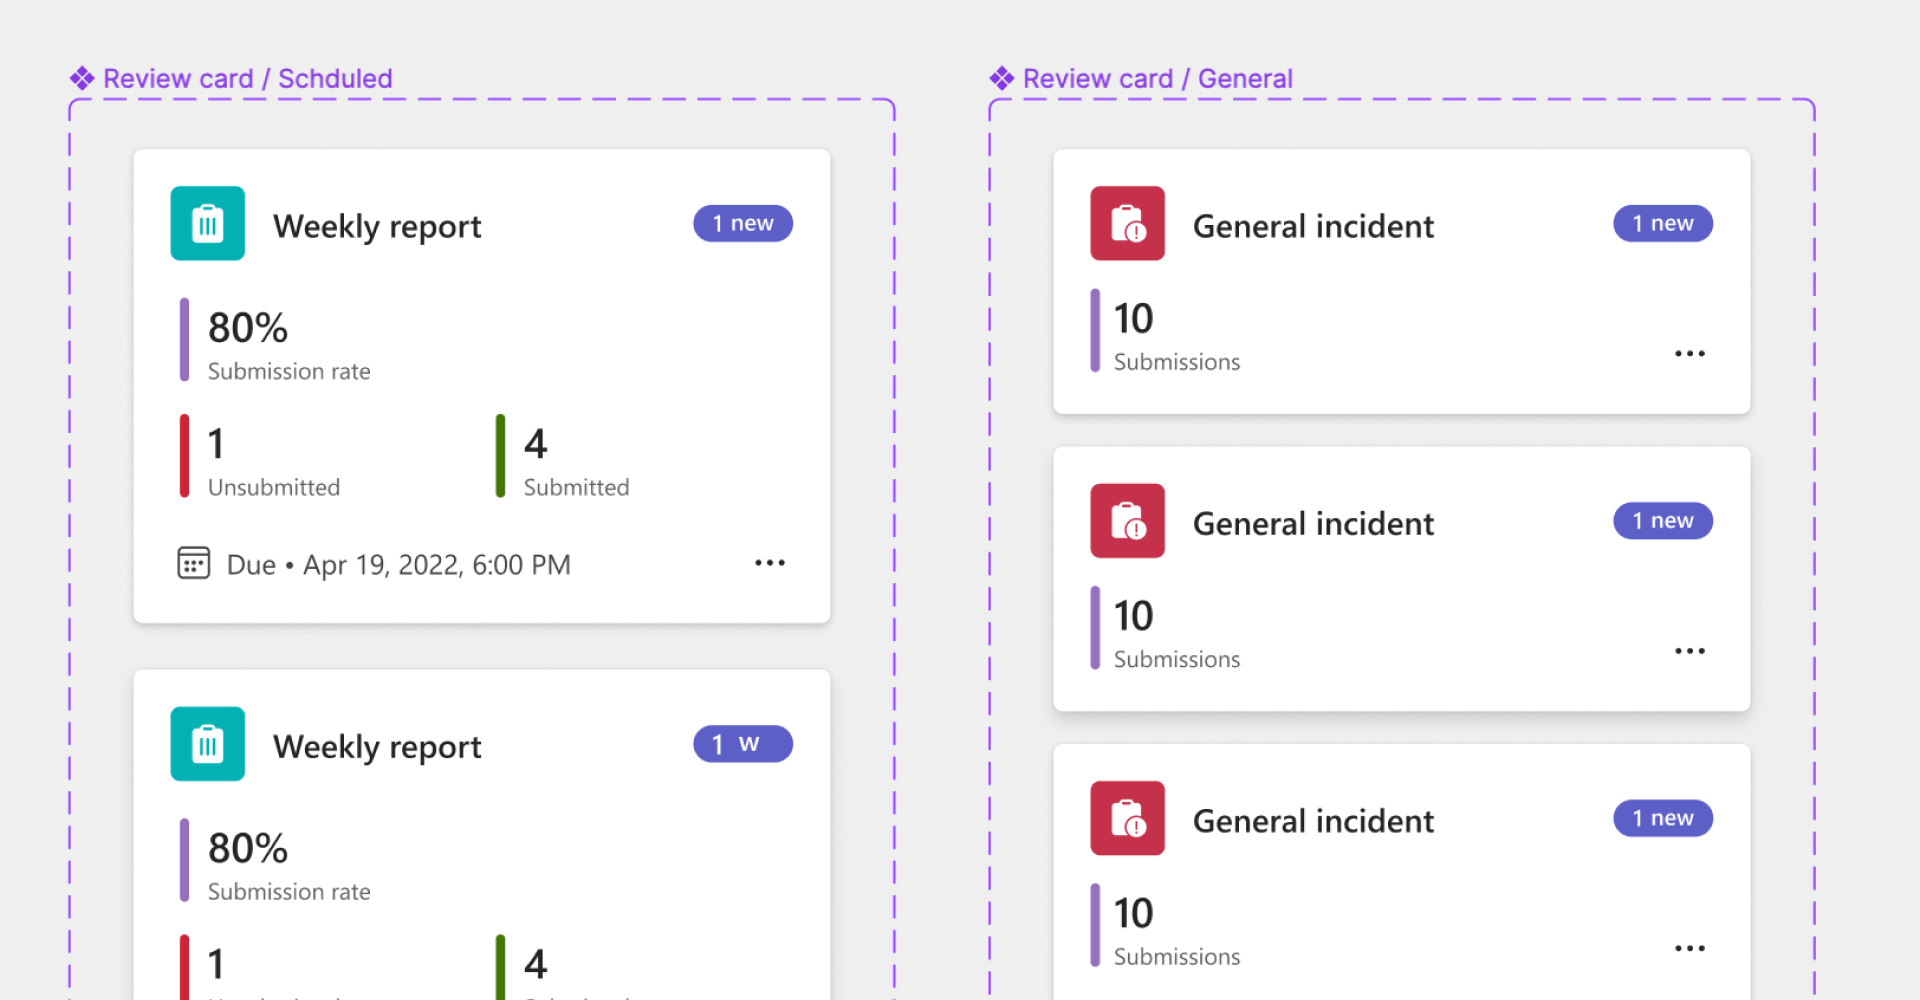 Review card / Schduled
Weekly report
1 new
80%
Submission rate
1
Unsubmitted
4
Submitted
Due • Apr 19, 2022, 6:00 PM
Weekly report
1 w
80%
Submission rate
1
4
Review card / General
General incident
1 new
10
Submissions
General incident
1 new
10
Submissions
General incident
1 new
10
Submissions